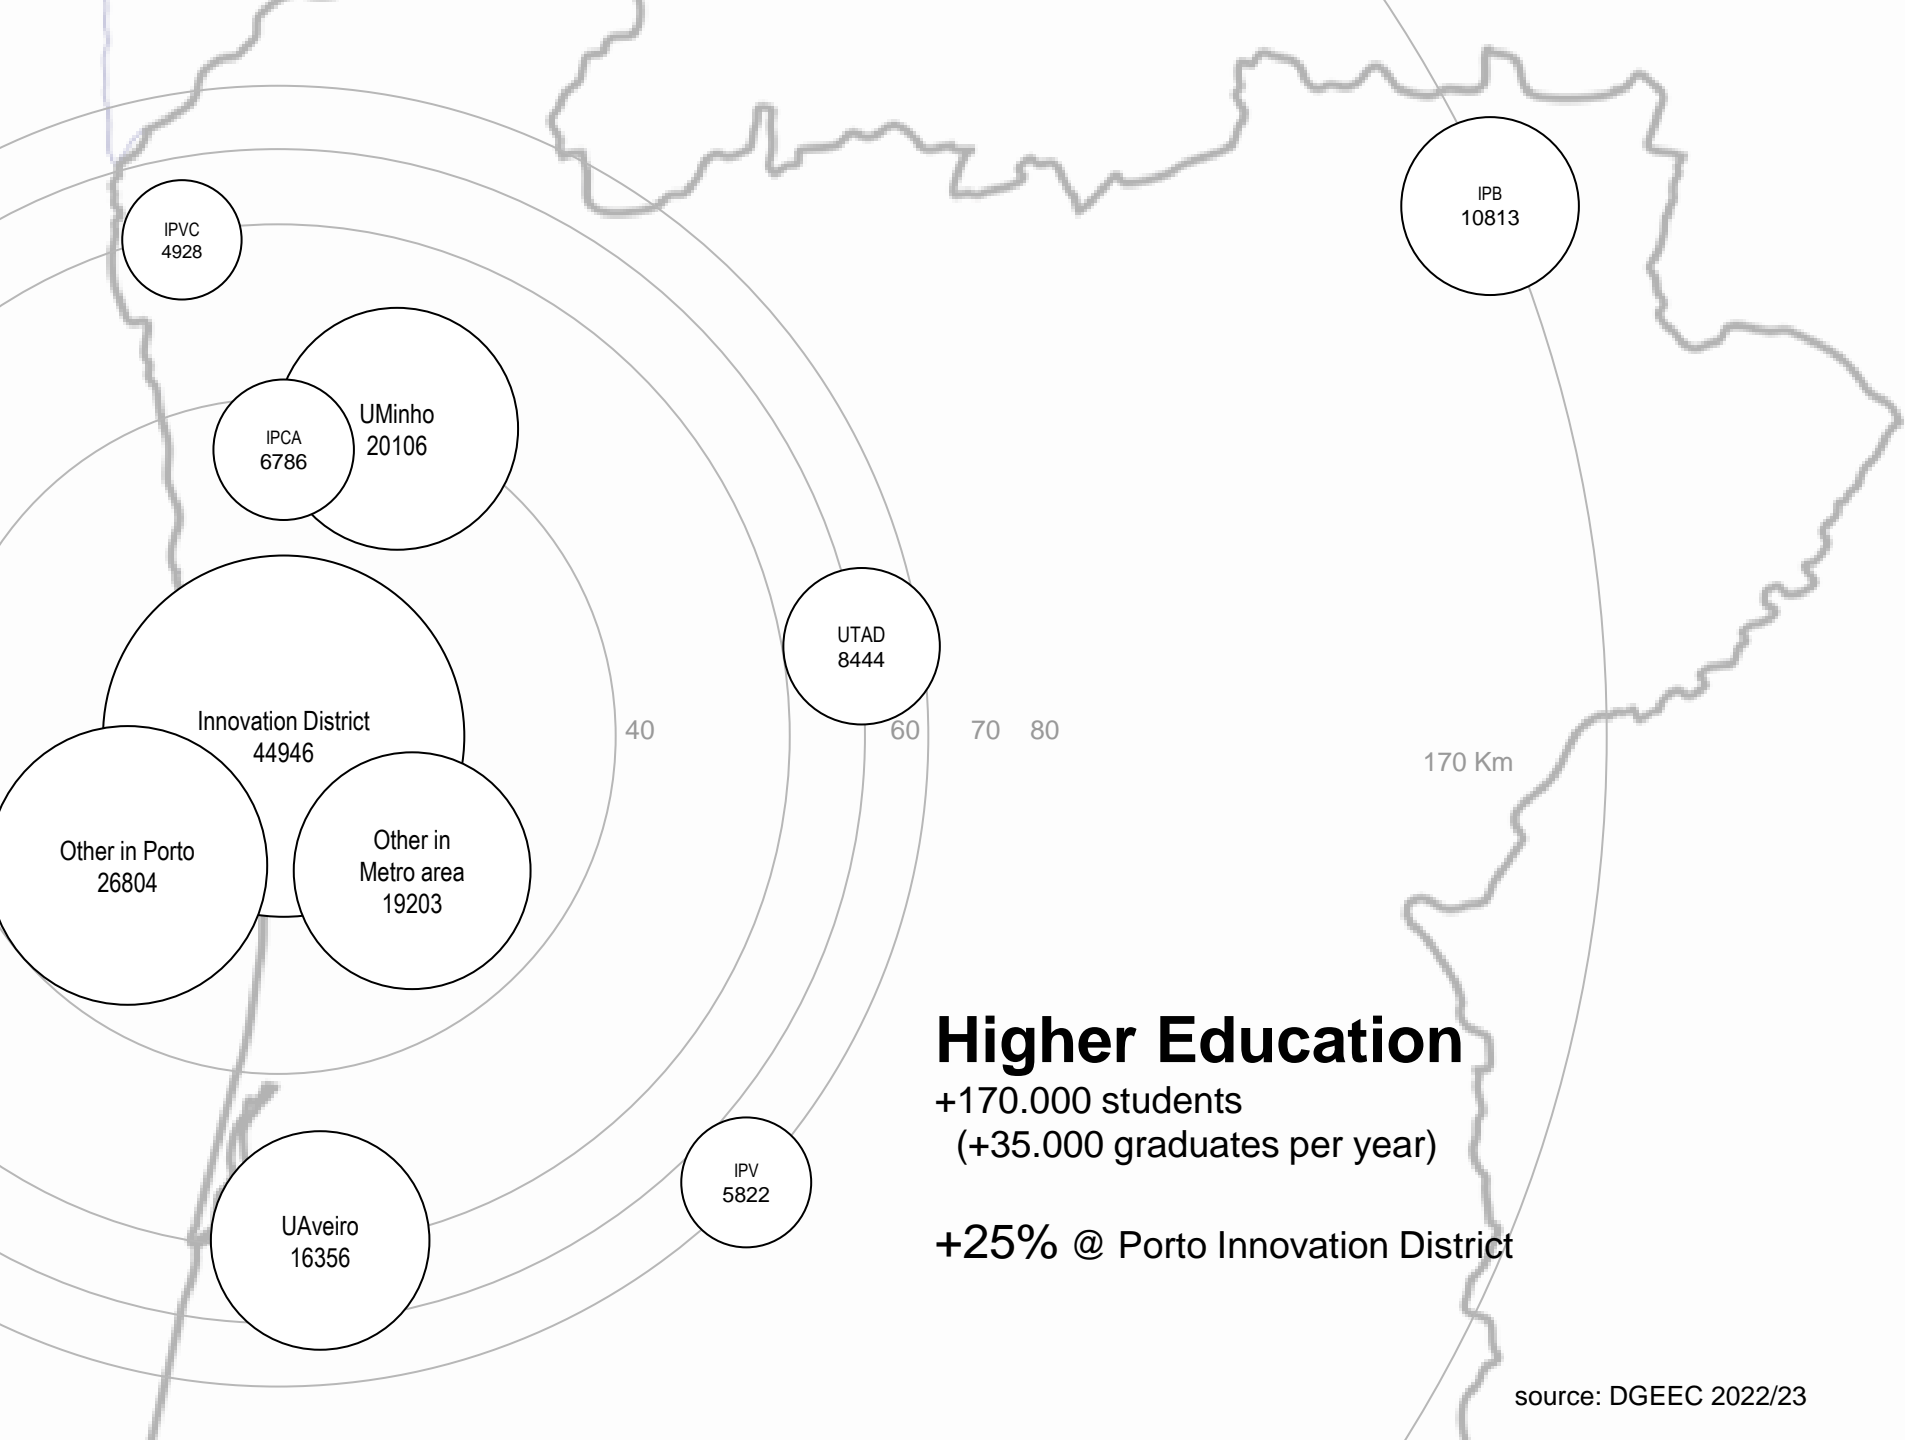 IPB
10813
IPVC
4928
UMinho
20106
IPCA
6786
UTAD
8444
Innovation District
44946
40
60
70
80
170 Km
Other in Porto
26804
Other in
Metro area
19203
Higher Education
+170.000 students
(+35.000 graduates per year)
IPV
5822
UAveiro
16356
+25% @ Porto Innovation District
source: DGEEC 2022/23